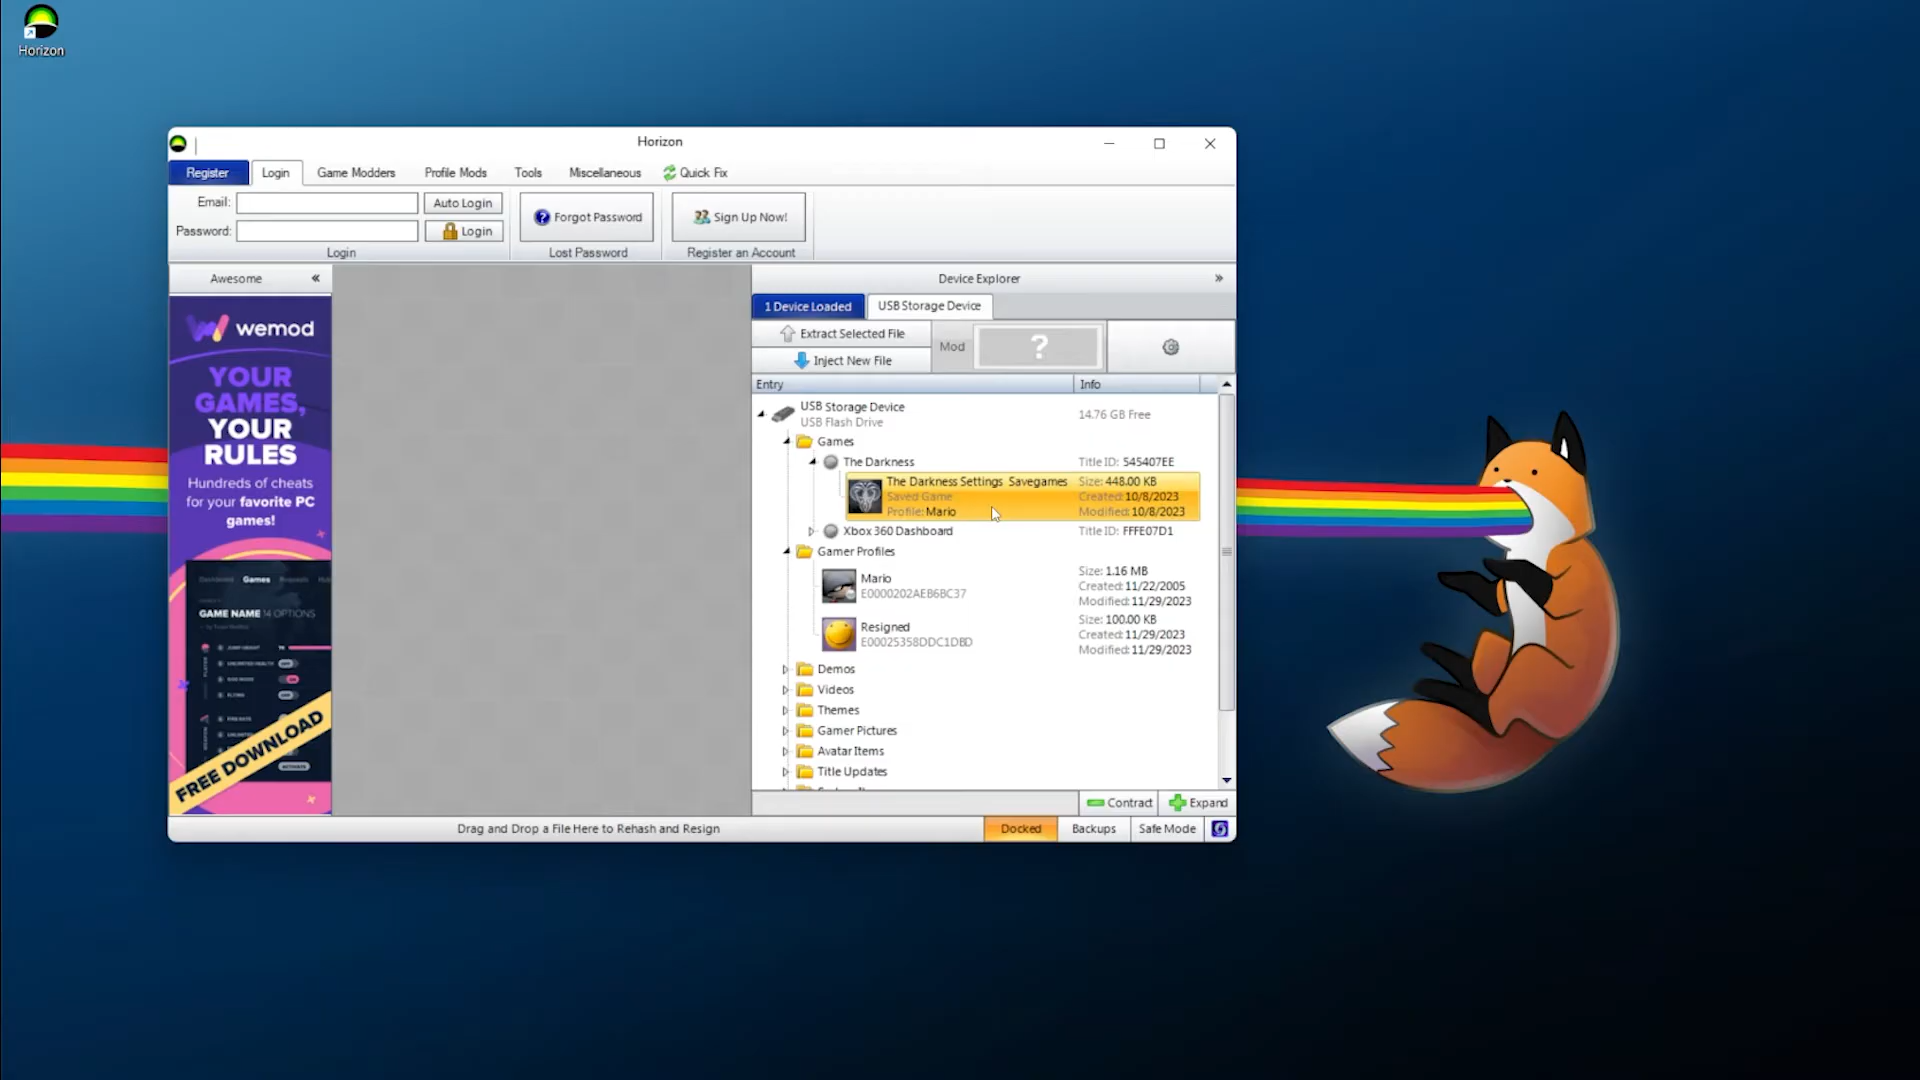 Horizon
Horizon
Register Login Game Modders Profile Mods Tools Miscellaneous Quick Fix
Email: Auto Login
Password: Login
Forgot Password
Sign Up Now!
Login Lost Password Register an Account
Awesome «
Device Explorer »
1 Device Loaded USB Storage Device
Extract Selected File
Inject New File
Mod ?
Entry Info
USB Storage Device
USB Flash Drive
14.76 GB Free
Games
The Darkness Title ID: 545407EE
The Darkness Settings Savegames Size: 448.00 KB
Saved Game Created: 10/8/2023
Profile: Mario Modified: 10/8/2023
Xbox 360 Dashboard Title ID: FFFE07D1
Gamer Profiles
Mario
E0000202AEB6BC37
Size: 1.16 MB
Created: 11/22/2005
Modified: 11/29/2023
Resigned
E00025358DDC1DBD
Size: 100.00 KB
Created: 11/29/2023
Modified: 11/29/2023
Demos
Videos
Themes
Gamer Pictures
Avatar Items
Title Updates
Contract Expand
Drag and Drop a File Here to Rehash and Resign Docked Backups Safe Mode
wemod
YOUR
GAMES,
YOUR
RULES
Hundreds of cheats
for your favorite PC
games!
Games
GAME NAME 14 OPTIONS
FREE DOWNLOAD